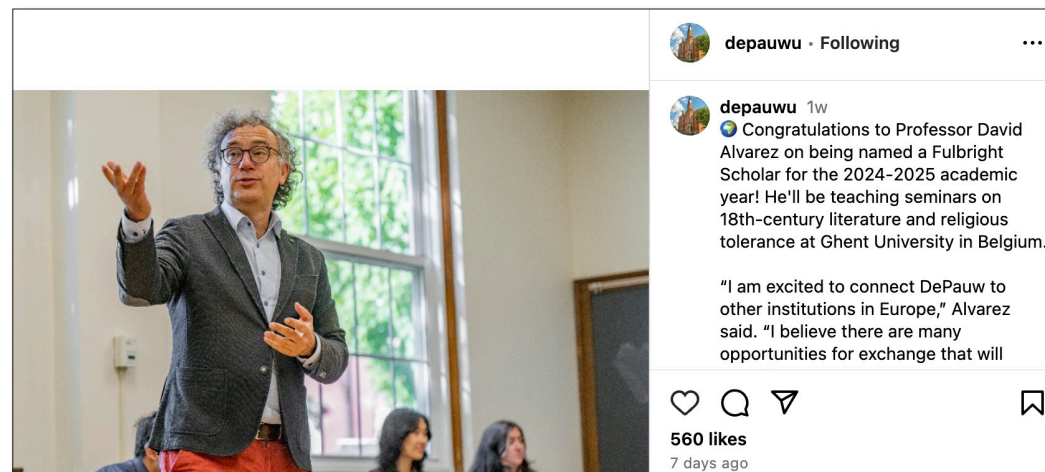 depauwu • Following
depauwu 1w
🌍 Congratulations to Professor David
Alvarez on being named a Fulbright
Scholar for the 2024-2025 academic
year! He'll be teaching seminars on
18th-century literature and religious
tolerance at Ghent University in Belgium.
“I am excited to connect DePauw to
other institutions in Europe,” Alvarez
said. “I believe there are many
opportunities for exchange that will
560 likes
7 days ago